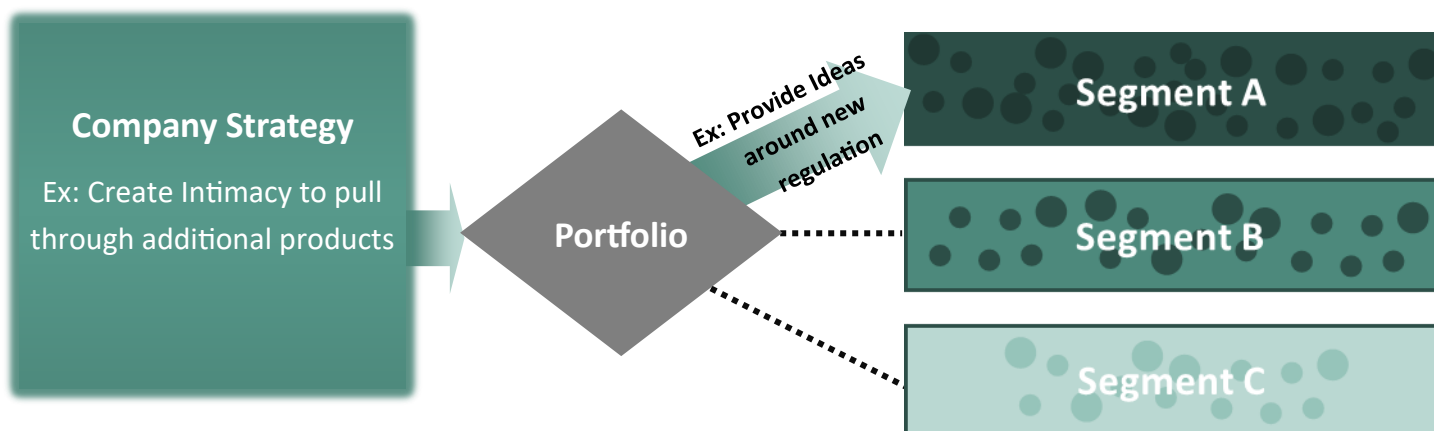 Company Strategy
Ex: Create Intimacy to pull
through additional products
Portfolio
Ex: Provide Ideas
around new
regulation
Segment A
Segment B
Segment C